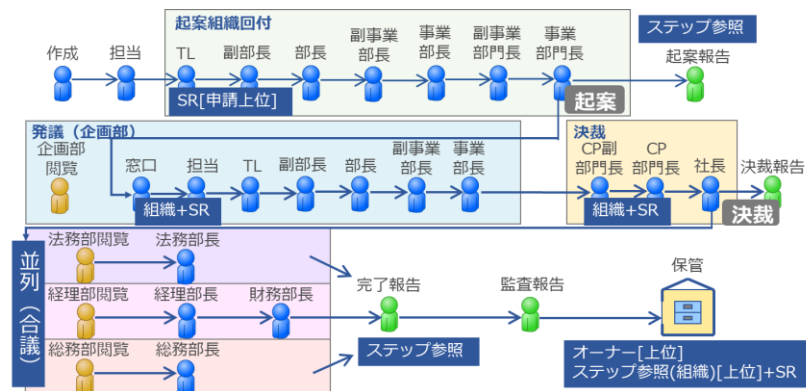 起案組織回付
ステップ参照
作成
担当
TL
副部長
部長
副事業
部長
事業
部長
副事業
部門長
事業
部門長
起案報告
SR[申請上位]
起案
発議（企画部）
決裁
企画部
閲覧
窓口
担当
TL
副部長
部長
副事業
部長
事業
部長
CP副
部門長
CP
部門長
社長
決裁報告
組織+SR
組織+SR
決裁
並列（合議）
法務部閲覧
法務部長
経理部閲覧
経理部長
財務部長
完了報告
監査報告
保管
総務部閲覧
総務部長
ステップ参照
オーナー[上位]
ステップ参照(組織)[上位]+SR